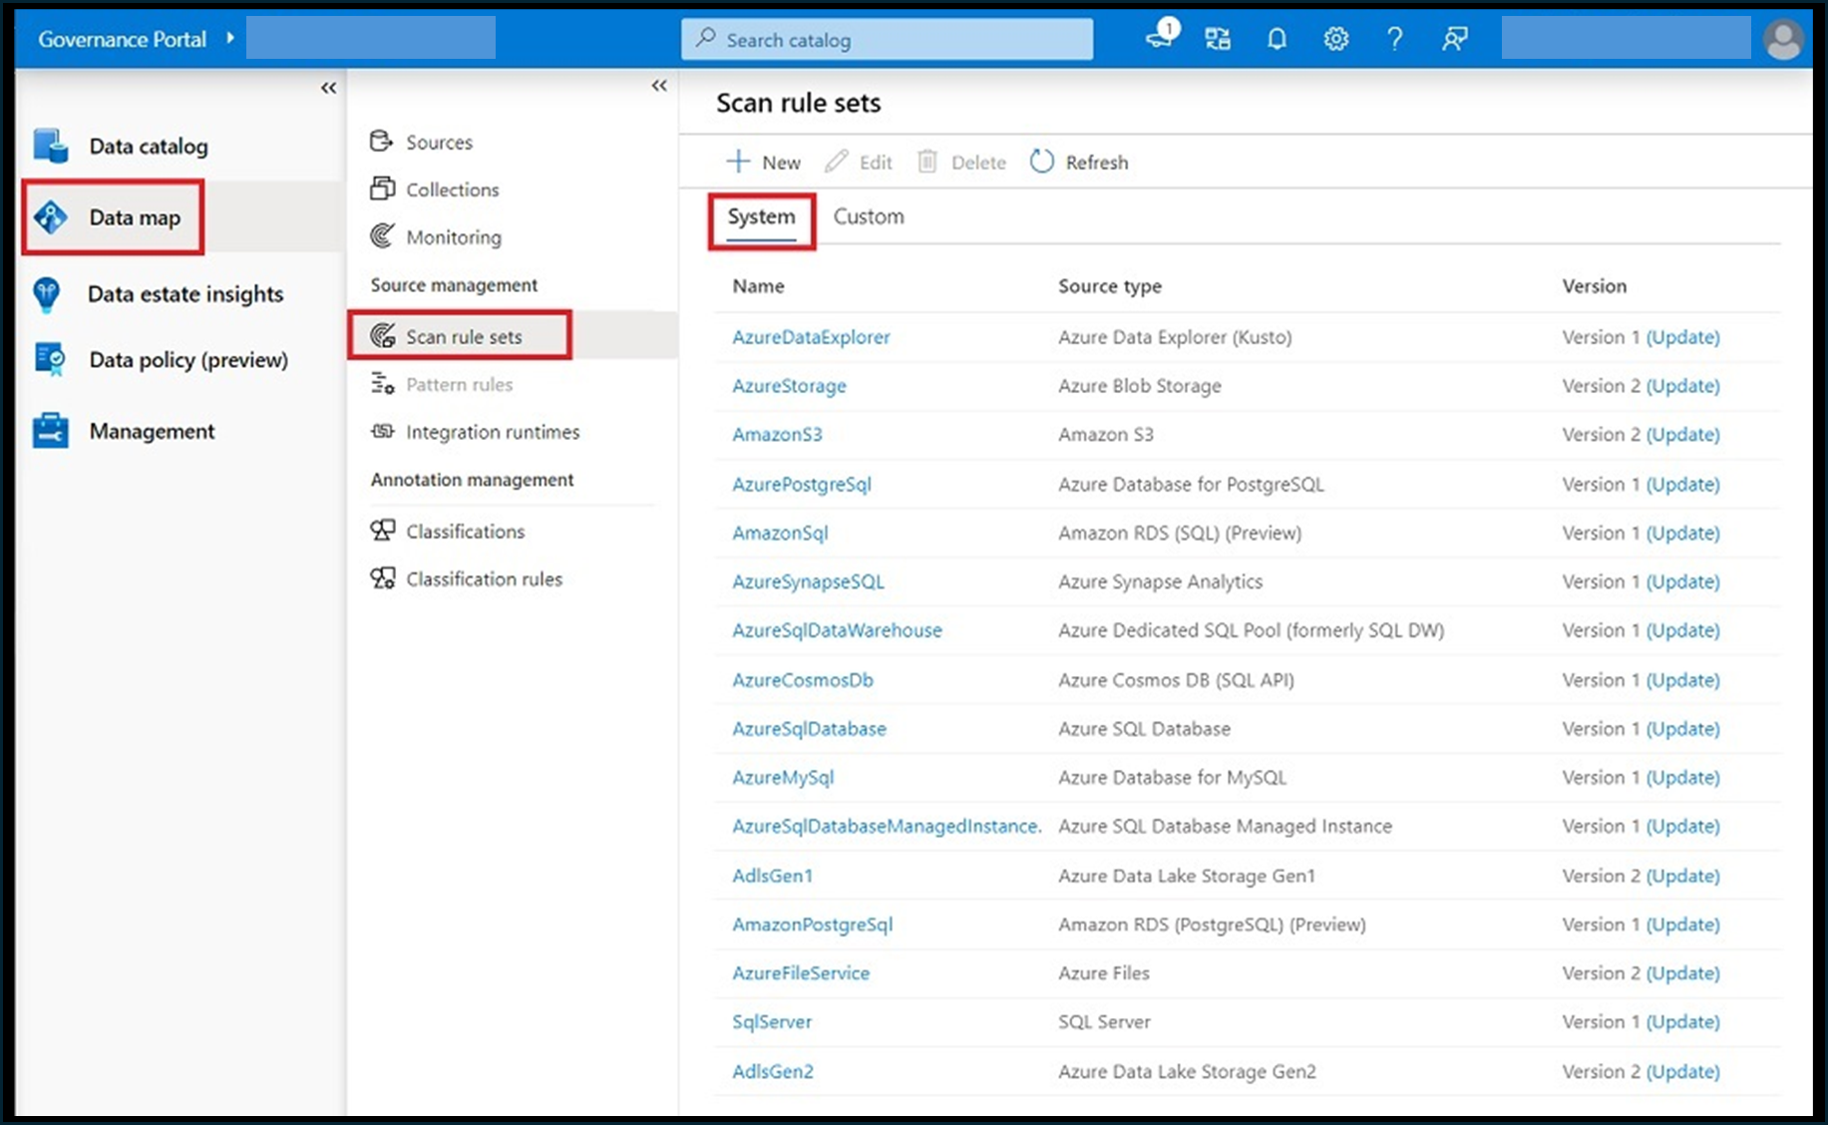 Governance Portal
Search catalog
1
?
Data catalog
Data map
Data estate insights
Data policy (preview)
Management
Sources
Collections
Monitoring
Source management
Scan rule sets
Pattern rules
Integration runtimes
Annotation management
Classifications
Classification rules
Scan rule sets
New Edit Delete Refresh
System Custom
Name Source type Version
AzureDataExplorer Azure Data Explorer (Kusto) Version 1 (Update)
AzureStorage Azure Blob Storage Version 2 (Update)
AmazonS3 Amazon S3 Version 2 (Update)
AzurePostgreSql Azure Database for PostgreSQL Version 1 (Update)
AmazonSql Amazon RDS (SQL) (Preview) Version 1 (Update)
AzureSynapseSQL Azure Synapse Analytics Version 1 (Update)
AzureSqlDataWarehouse Azure Dedicated SQL Pool (formerly SQL DW) Version 1 (Update)
AzureCosmosDb Azure Cosmos DB (SQL API) Version 1 (Update)
AzureSqlDatabase Azure SQL Database Version 1 (Update)
AzureMySql Azure Database for MySQL Version 1 (Update)
AzureSqlDatabaseManagedInstance. Azure SQL Database Managed Instance Version 1 (Update)
AdlsGen1 Azure Data Lake Storage Gen1 Version 2 (Update)
AmazonPostgreSql Amazon RDS (PostgreSQL) (Preview) Version 1 (Update)
AzureFileService Azure Files Version 2 (Update)
SqlServer SQL Server Version 1 (Update)
AdlsGen2 Azure Data Lake Storage Gen2 Version 2 (Update)